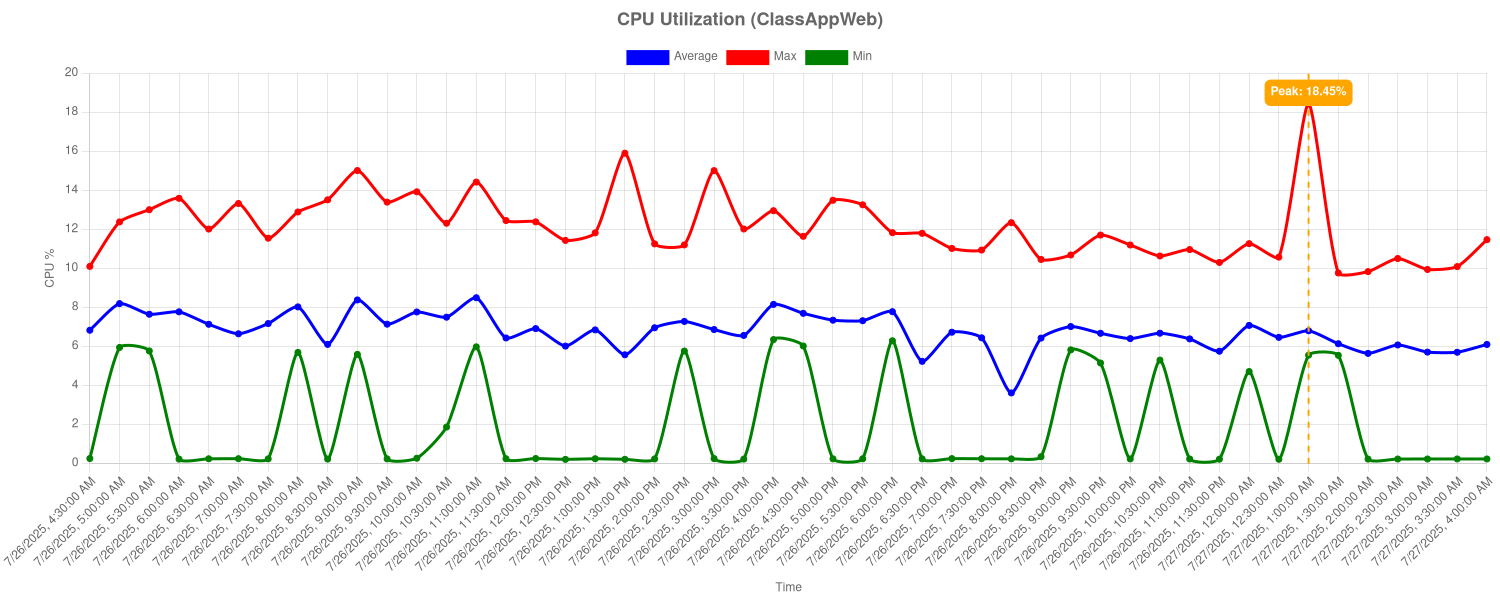 CPU Utilization (ClassAppWeb)
Average Max Min
Peak: 18.45%
20
18
16
14
12
10
8
6
4
2
0
CPU %
7/26/2025, 4:30:00 AM
7/26/2025, 5:00:00 AM
7/26/2025, 5:30:00 AM
7/26/2025, 6:00:00 AM
7/26/2025, 6:30:00 AM
7/26/2025, 7:00:00 AM
7/26/2025, 7:30:00 AM
7/26/2025, 8:00:00 AM
7/26/2025, 8:30:00 AM
7/26/2025, 9:00:00 AM
7/26/2025, 9:30:00 AM
7/26/2025, 10:00:00 AM
7/26/2025, 10:30:00 AM
7/26/2025, 11:00:00 AM
7/26/2025, 11:30:00 AM
7/26/2025, 12:00:00 PM
7/26/2025, 12:30:00 PM
7/26/2025, 1:00:00 PM
7/26/2025, 1:30:00 PM
7/26/2025, 2:00:00 PM
7/26/2025, 2:30:00 PM
7/26/2025, 3:00:00 PM
7/26/2025, 3:30:00 PM
7/26/2025, 4:00:00 PM
7/26/2025, 4:30:00 PM
7/26/2025, 5:00:00 PM
7/26/2025, 5:30:00 PM
7/26/2025, 6:00:00 PM
7/26/2025, 6:30:00 PM
7/26/2025, 7:00:00 PM
7/26/2025, 7:30:00 PM
7/26/2025, 8:00:00 PM
7/26/2025, 8:30:00 PM
7/26/2025, 9:00:00 PM
7/26/2025, 9:30:00 PM
7/26/2025, 10:00:00 PM
7/26/2025, 10:30:00 PM
7/26/2025, 11:00:00 PM
7/26/2025, 11:30:00 PM
7/27/2025, 12:00:00 AM
7/27/2025, 12:30:00 AM
7/27/2025, 1:00:00 AM
7/27/2025, 1:30:00 AM
7/27/2025, 2:00:00 AM
7/27/2025, 2:30:00 AM
7/27/2025, 3:00:00 AM
7/27/2025, 3:30:00 AM
7/27/2025, 4:00:00 AM
Time